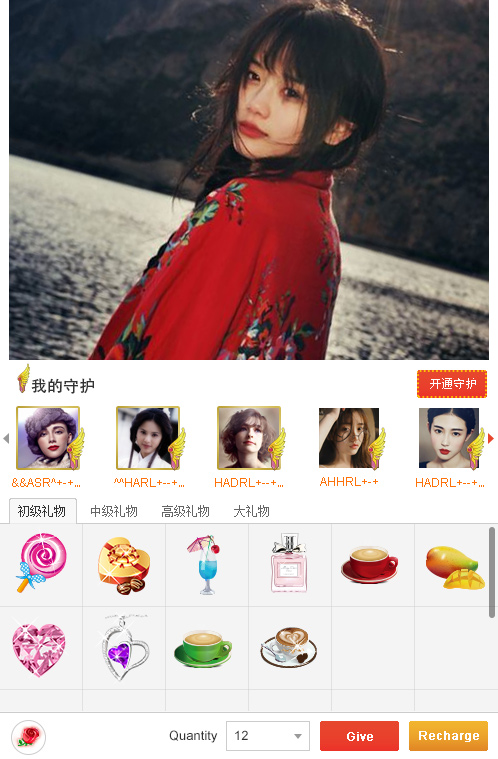 我的守护
开通守护
&&ASR^+-+...
^^HARL+--+...
HADRL+--+...
AHHRL+-+
HADRL+--+...
初级礼物 中级礼物 高级礼物 大礼物
Quantity 12 Give Recharge